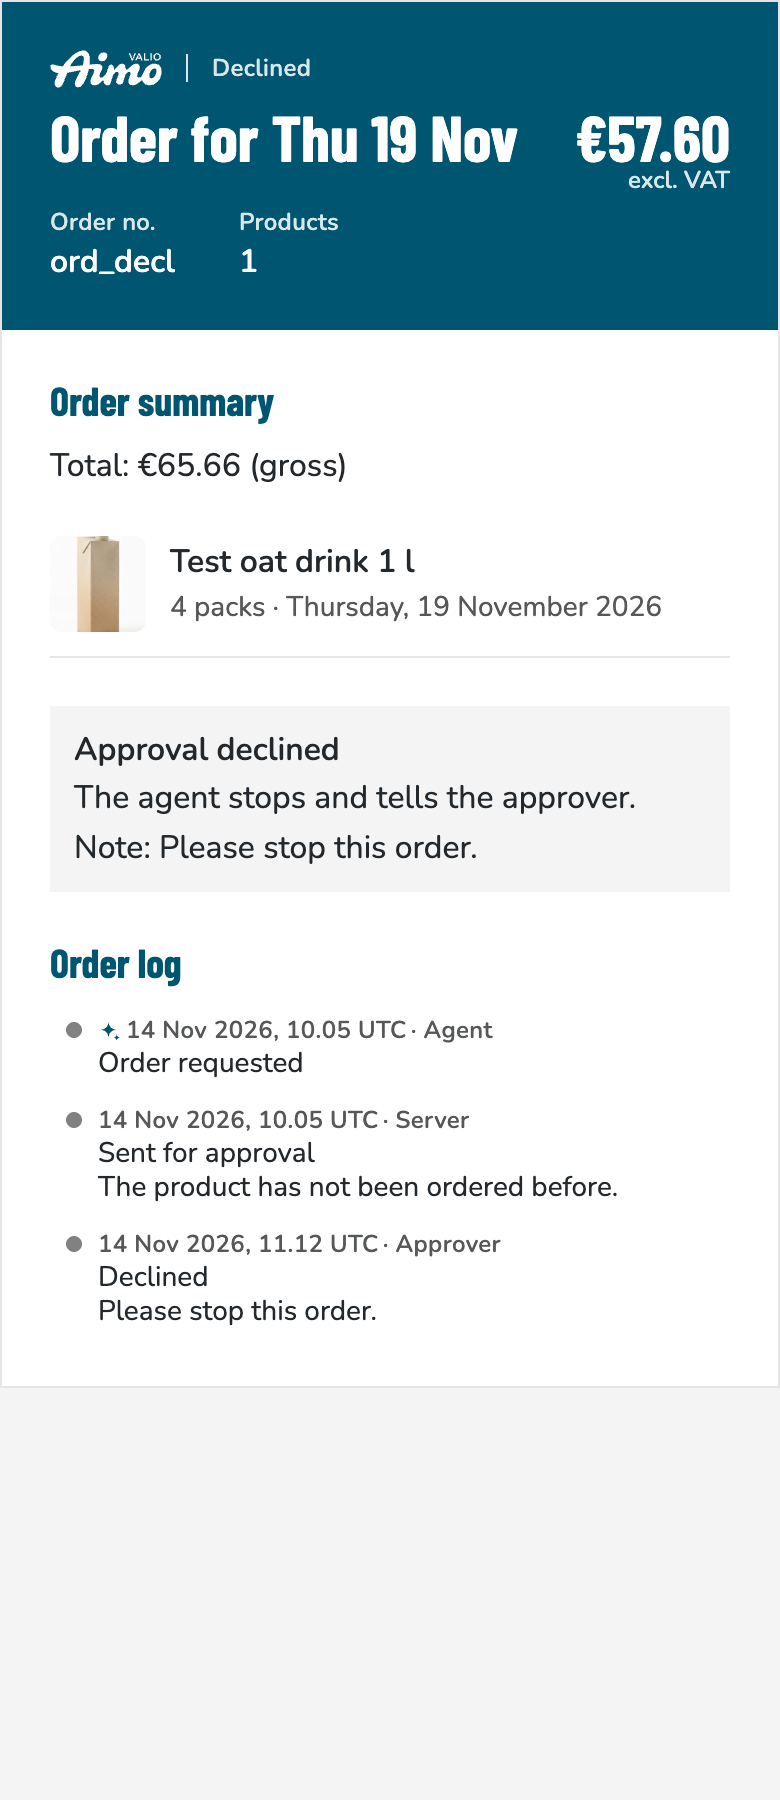 VALIO
Aimo
Declined
Order for Thu 19 Nov
€57.60
excl. VAT
Order no.
Products
ord_decl
1
Order summary
Total: €65.66 (gross)
Test oat drink 1 l
4 packs · Thursday, 19 November 2026
Approval declined
The agent stops and tells the approver.
Note: Please stop this order.
Order log
14 Nov 2026, 10.05 UTC · Agent
Order requested
14 Nov 2026, 10.05 UTC · Server
Sent for approval
The product has not been ordered before.
14 Nov 2026, 11.12 UTC · Approver
Declined
Please stop this order.